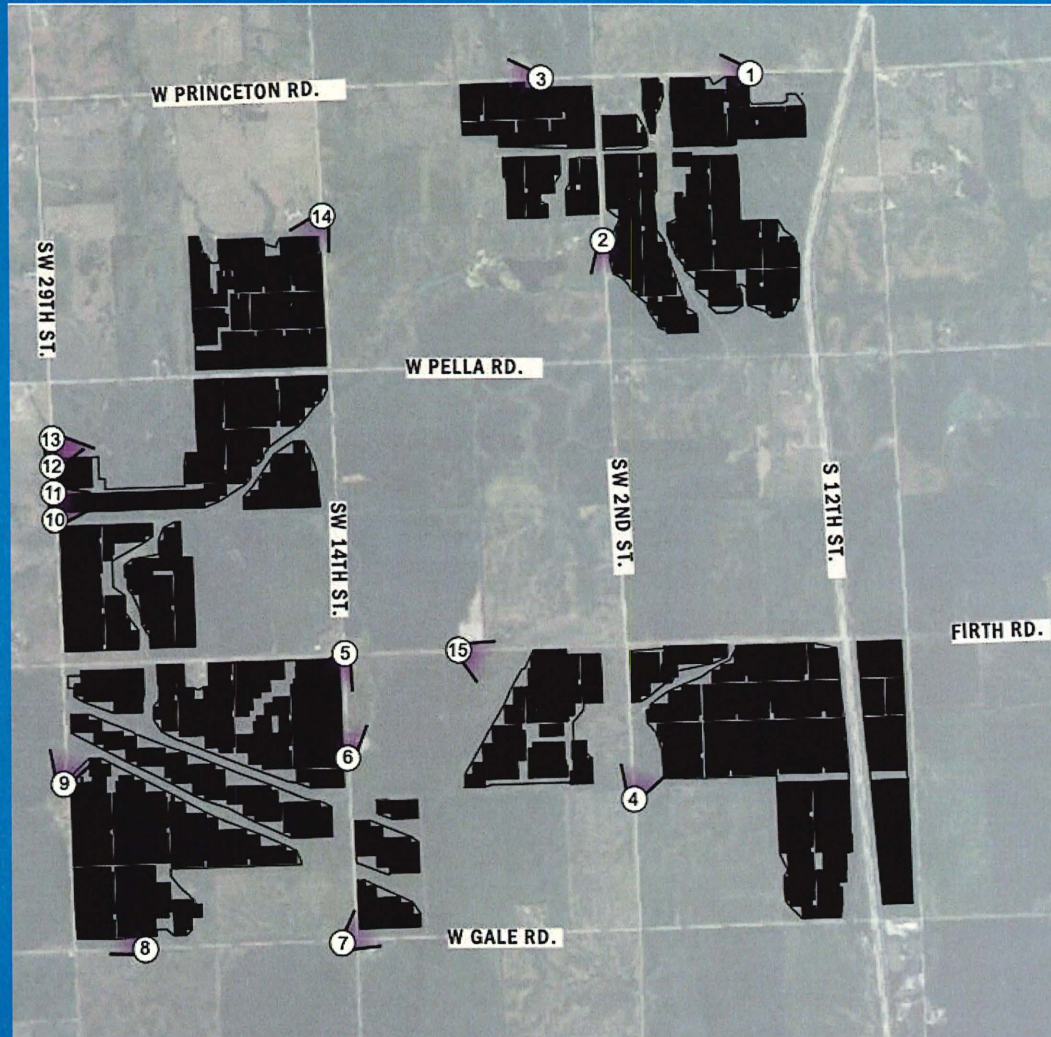 3
1
W PRINCETON RD.
14
2
SW 29TH ST.
W PELLA RD.
13
12
11
10
SW 14TH ST.
SW 2ND ST.
S 12TH ST.
FIRTH RD.
15
5
6
9
4
7
8
W GALE RD.